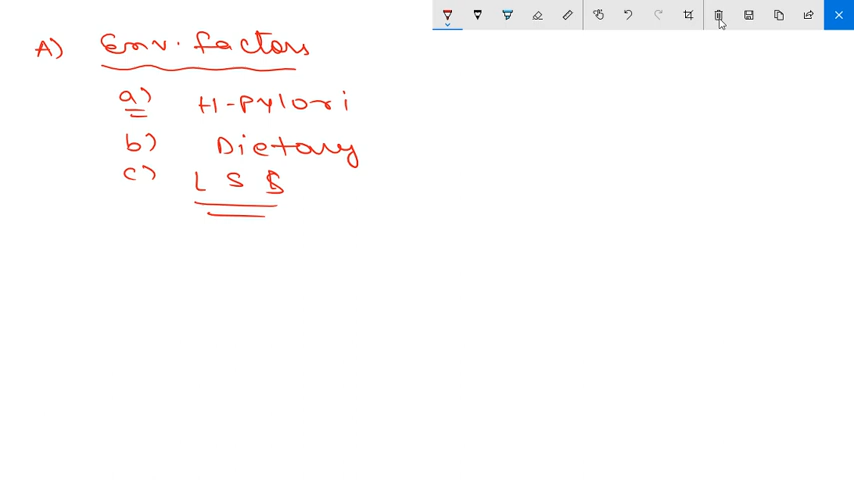 A) Env. factors
a) H-Pylori
b) Dietary
c) L S S